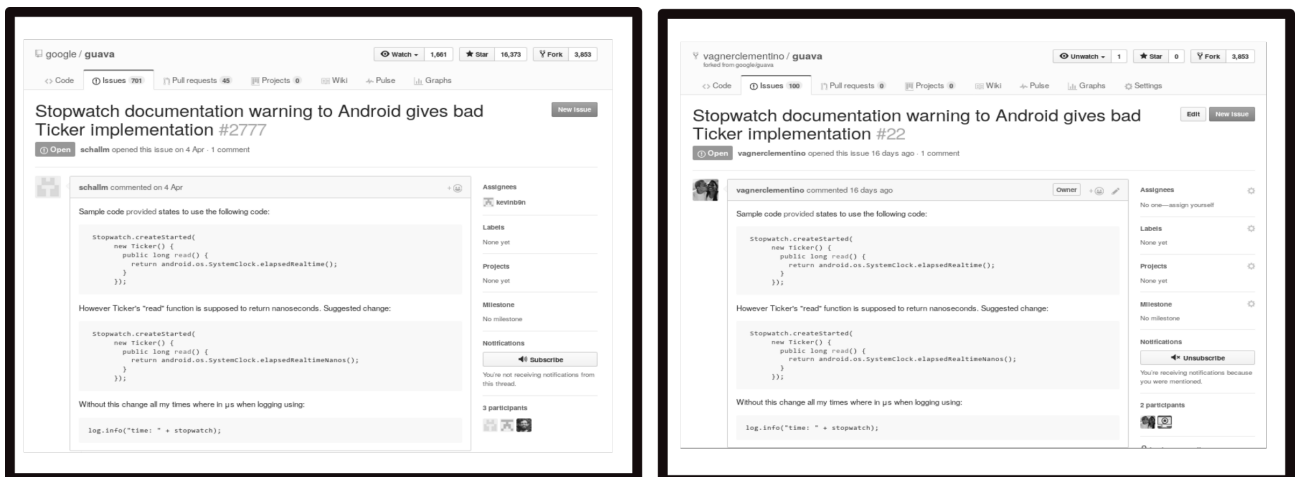 google / guava
Watch 1,661 Star 16,373 Fork 3,853
Code Issues 701 Pull requests 45 Projects 0 Wiki Pulse Graphs
Stopwatch documentation warning to Android gives bad
Ticker implementation #2777
New Issue
Open schallm opened this issue on 4 Apr · 1 comment
schallm commented on 4 Apr
Sample code provided states to use the following code:
Stopwatch.createStarted(
new Ticker() {
public long read() {
return android.os.SystemClock.elapsedRealtime();
}
});
However Ticker's "read" function is supposed to return nanoseconds. Suggested change:
Stopwatch.createStarted(
new Ticker() {
public long read() {
return android.os.SystemClock.elapsedRealtimeNanos();
}
});
Without this change all my times where in µs when logging using:
log.info("time: " + stopwatch);
Assignees
kevinb9n
Labels
None yet
Projects
None yet
Milestone
No milestone
Notifications
Subscribe
You're not receiving notifications from
this thread.
3 participants
vagnerclementino / guava
forked from google/guava
Unwatch 1 Star 0 Fork 3,853
Code Issues 100 Pull requests 0 Projects 0 Wiki Pulse Graphs Settings
Stopwatch documentation warning to Android gives bad
Ticker implementation #22
Edit New Issue
Open vagnerclementino opened this issue 16 days ago · 1 comment
vagnerclementino commented 16 days ago Owner
Sample code provided states to use the following code:
Stopwatch.createStarted(
new Ticker() {
public long read() {
return android.os.SystemClock.elapsedRealtime();
}
});
However Ticker's "read" function is supposed to return nanoseconds. Suggested change:
Stopwatch.createStarted(
new Ticker() {
public long read() {
return android.os.SystemClock.elapsedRealtimeNanos();
}
});
Without this change all my times where in µs when logging using:
log.info("time: " + stopwatch);
Assignees
No one—assign yourself
Labels
None yet
Projects
None yet
Milestone
No milestone
Notifications
Unsubscribe
You're receiving notifications because
you were mentioned.
2 participants